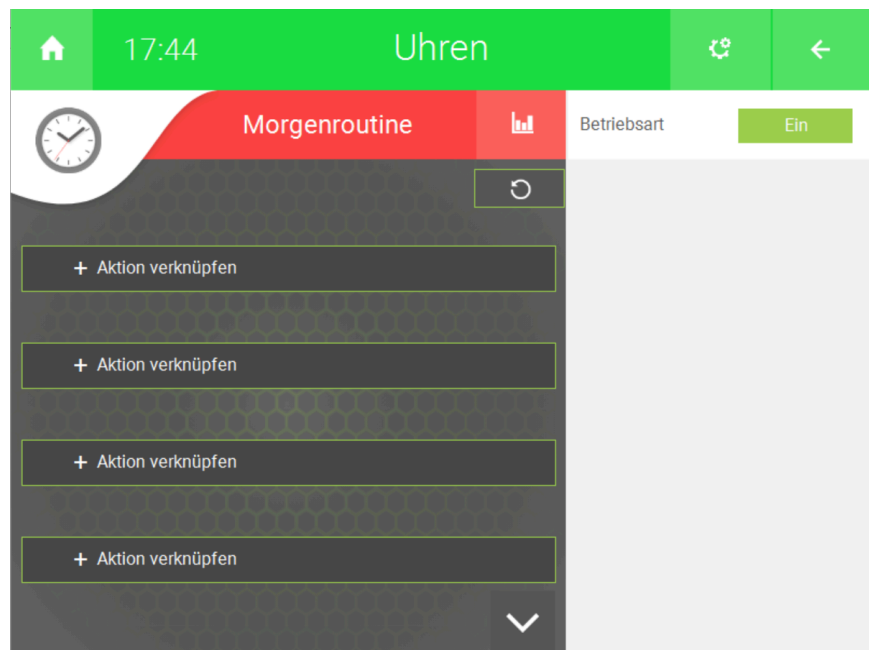 17:44
Uhren
Morgenroutine
Betriebsart
Ein
+ Aktion verknüpfen
+ Aktion verknüpfen
+ Aktion verknüpfen
+ Aktion verknüpfen